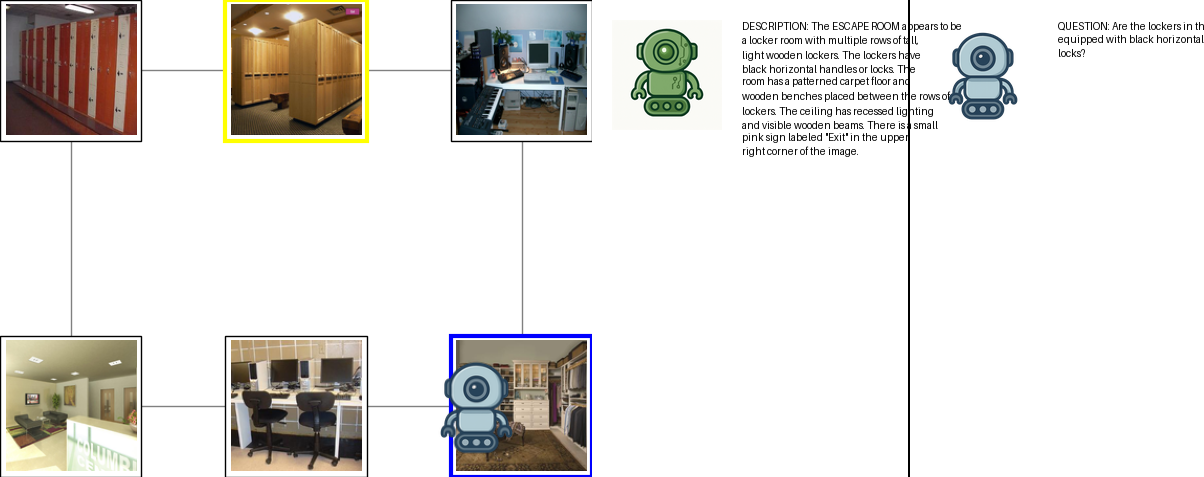 DESCRIPTION: The ESCAPE ROOM appears to be
a locker room with multiple rows of tall,
light wooden lockers. The lockers have
black horizontal handles or locks. The
room has a patterned carpet floor and
wooden benches placed between the rows of
lockers. The ceiling has recessed lighting
and visible wooden beams. There is a small
pink sign labeled "Exit" in the upper
right corner of the image.
QUESTION: Are the lockers in th
equipped with black horizontal
locks?